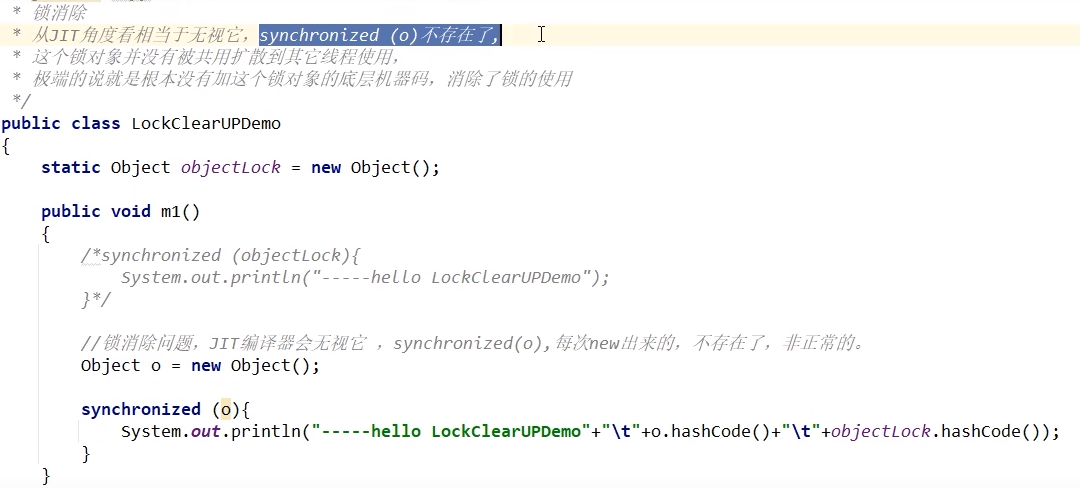 * 锁消除
* 从JIT角度看相当于无视它，synchronized (o)不存在了,
* 这个锁对象并没有被共用扩散到其它线程使用，
* 极端的说就是根本没有加这个锁对象的底层机器码，消除了锁的使用
*/
public class LockClearUPDemo
{
static Object objectLock = new Object();
public void m1()
{
/*synchronized (objectLock){
System.out.println("-----hello LockClearUPDemo");
}*/
//锁消除问题，JIT编译器会无视它 ，synchronized(o),每次new出来的，不存在了，非正常的。
Object o = new Object();
synchronized (o){
System.out.println("-----hello LockClearUPDemo"+"\t"+o.hashCode()+"\t"+objectLock.hashCode());
}
}